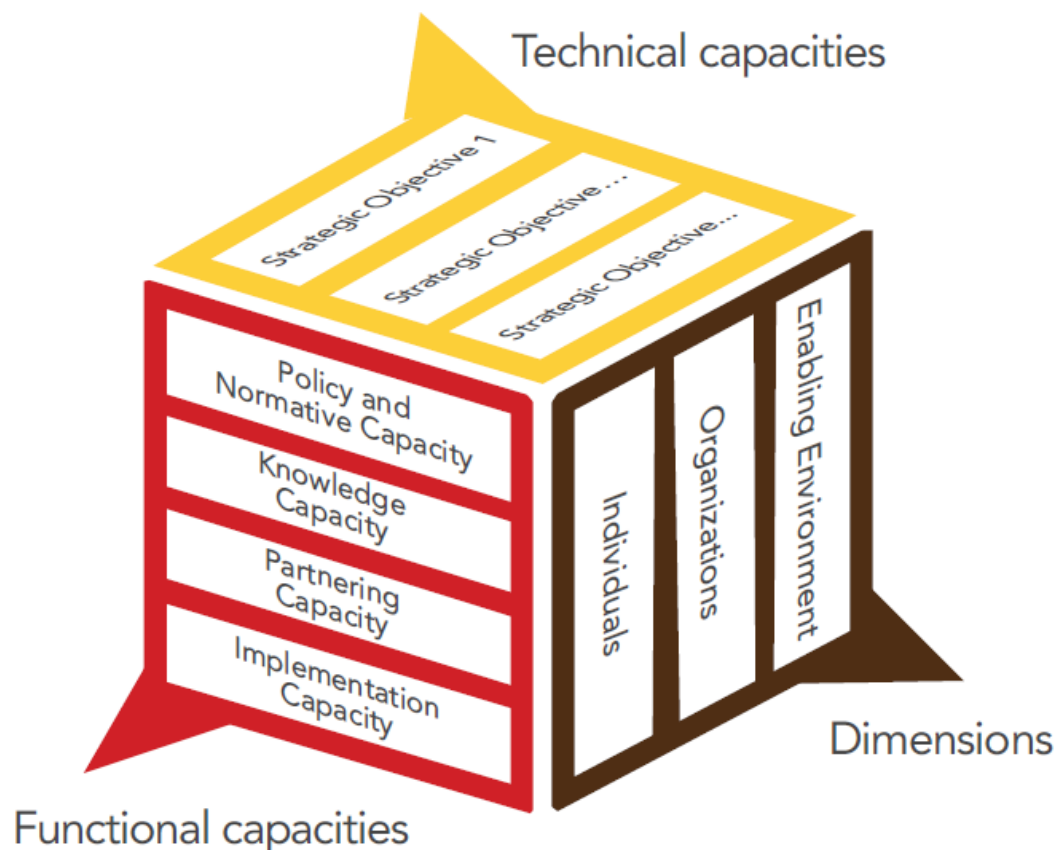 Technical capacities
Strategic Objective 1
Strategic Objective ....
Strategic Objective...
Policy and
Normative Capacity
Knowledge
Capacity
Partnering
Capacity
Implementation
Capacity
Individuals
Organizations
Enabling Environment
Dimensions
Functional capacities